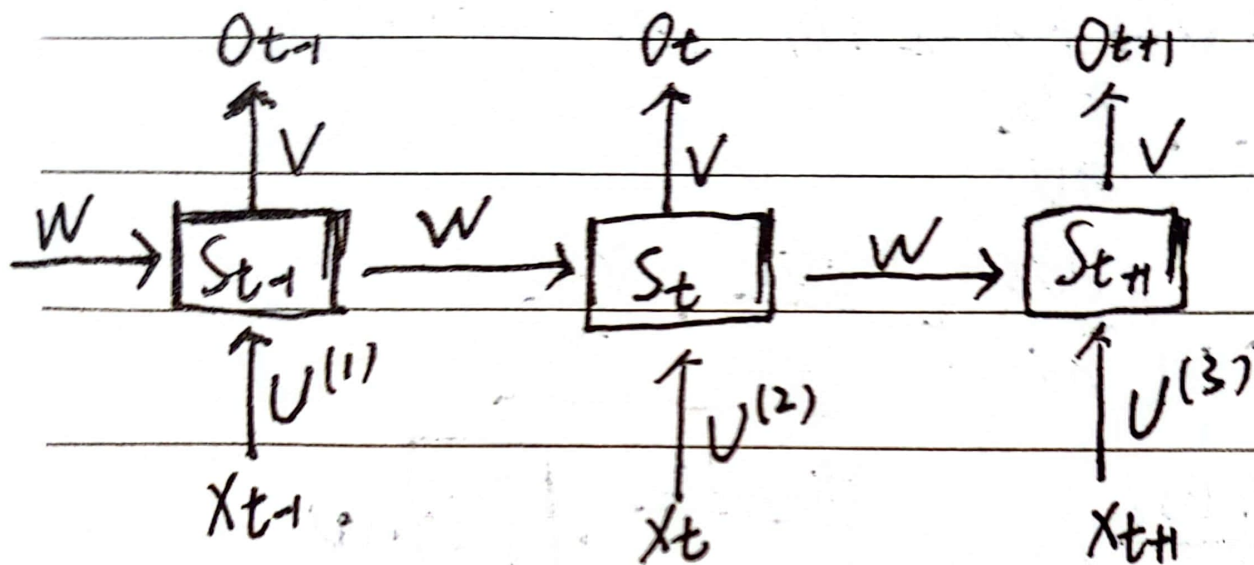 Ot-1 Ot Ot+1
V V V
W W W
St-1 St St+1
U(1) U(2) U(3)
Xt-1 Xt Xt+1